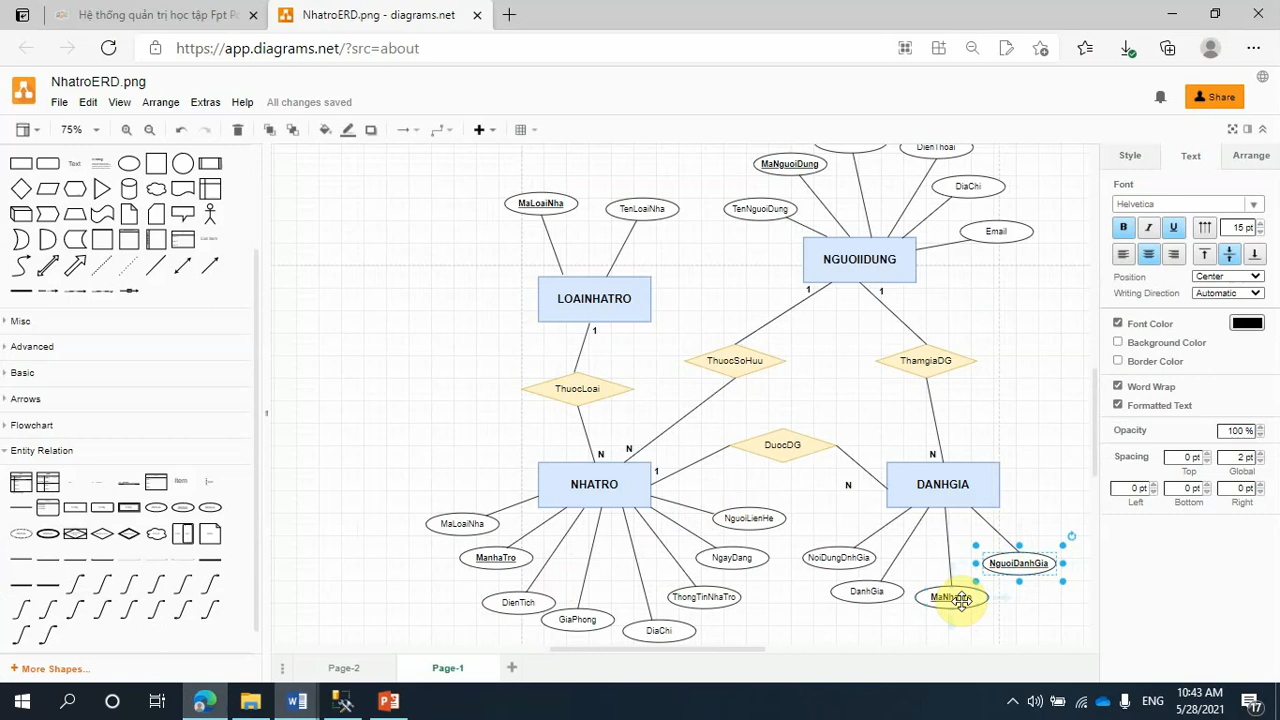 Hệ thống quản trị học tập Fpt Po
NhatroERD.png - diagrams.net
https://app.diagrams.net/?src=about
NhatroERD.png
File Edit View Arrange Extras Help All changes saved
Share
75%
Style Text Arrange
Text
List Item
Misc
Advanced
Basic
Arrows
Flowchart
Entity Relation
Item
More Shapes...
DienThoai
MaNguoiDung
DiaChi
MaLoaiNha
TenLoaiNha
TenNguoiDung
Email
NGUOIIDUNG
LOAINHATRO
1
1
1
ThuocSoHuu
ThamgiaDG
ThuocLoai
DuocDG
N
N
N
1
NHATRO
N
DANHGIA
MaLoaiNha
NguoiLienHe
ManhaTro
NgayDang
NoiDungDnhGia
NguoiDanhGia
DienTich
ThongTinNhaTro
DanhGia
GiaPhong
DiaChi
Font
Helvetica
B I U
15 pt
Position
Center
Writing Direction
Automatic
Font Color
Background Color
Border Color
Word Wrap
Formatted Text
Opacity
100 %
Spacing
0 pt
2 pt
Top
Global
0 pt
0 pt
0 pt
Left
Bottom
Right
Page-2
Page-1
ENG
10:43 AM
5/28/2021
17